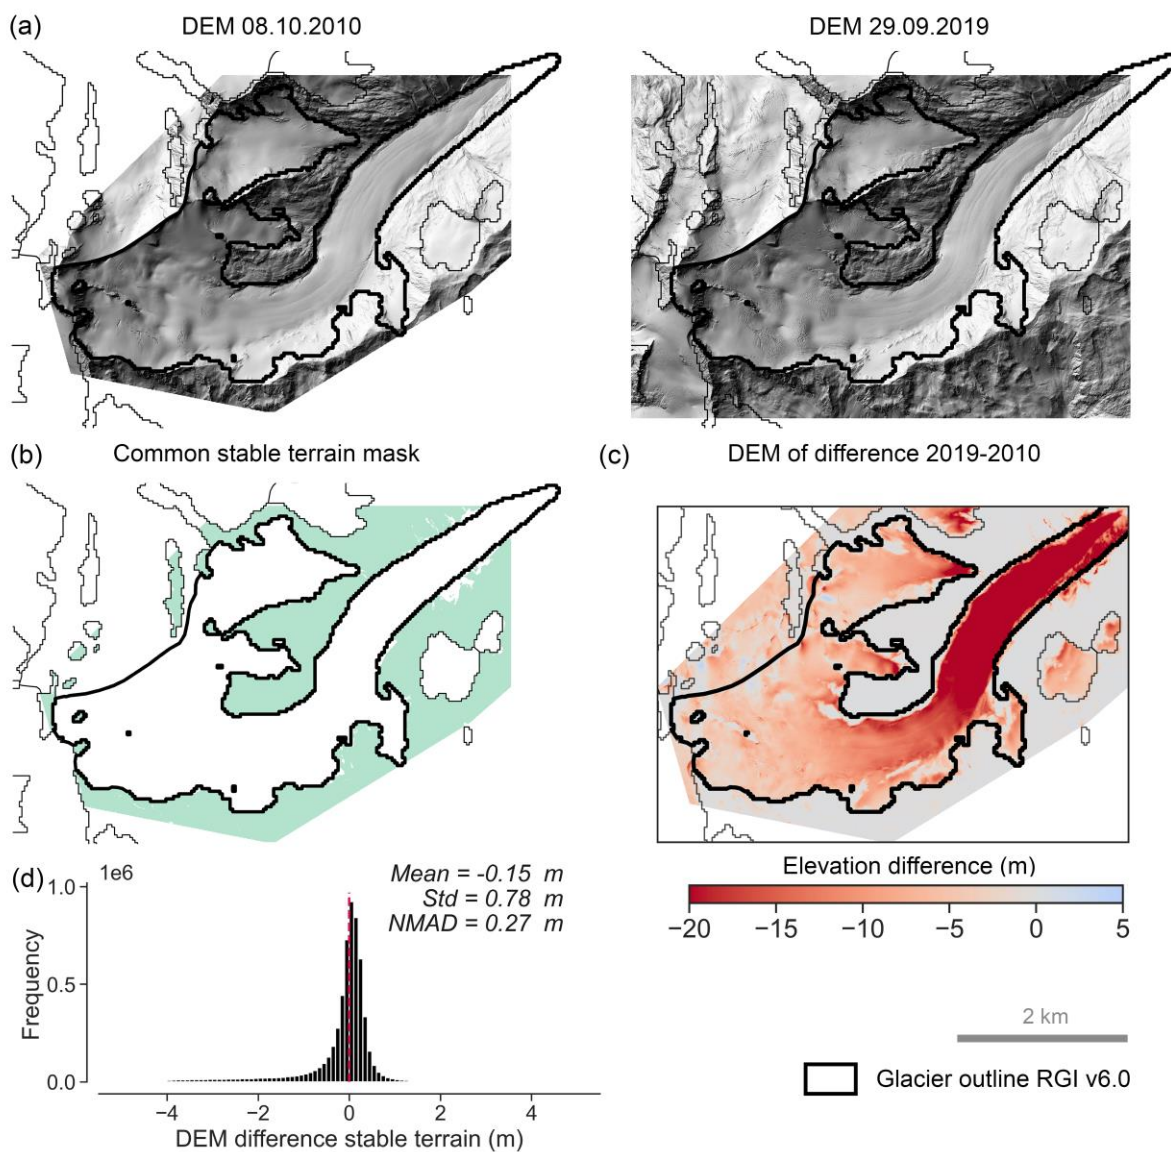 (a) DEM 08.10.2010 DEM 29.09.2019
(b) Common stable terrain mask
(c) DEM of difference 2019-2010
(d)
1e6
Mean = -0.15 m
Std = 0.78 m
NMAD = 0.27 m
1.0
0.5
0.0
Frequency
−4 −2 0 2 4
DEM difference stable terrain (m)
Elevation difference (m)
−20 −15 −10 −5 0 5
2 km
Glacier outline RGI v6.0